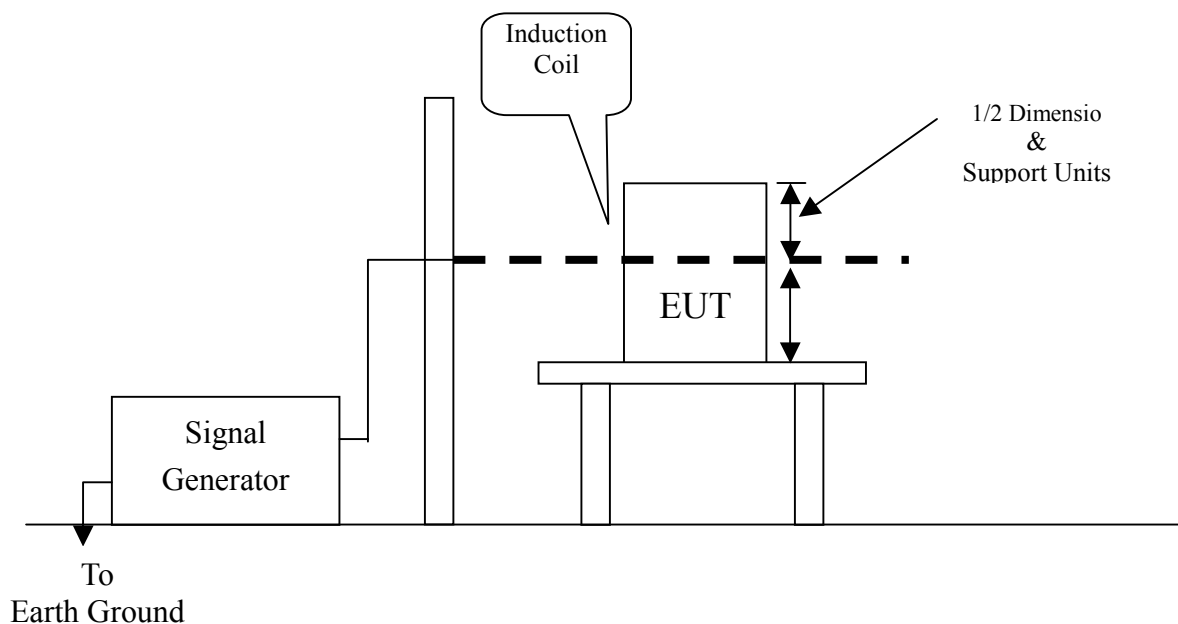 Induction
Coil
1/2 Dimensio
&
Support Units
EUT
Signal
Generator
To
Earth Ground